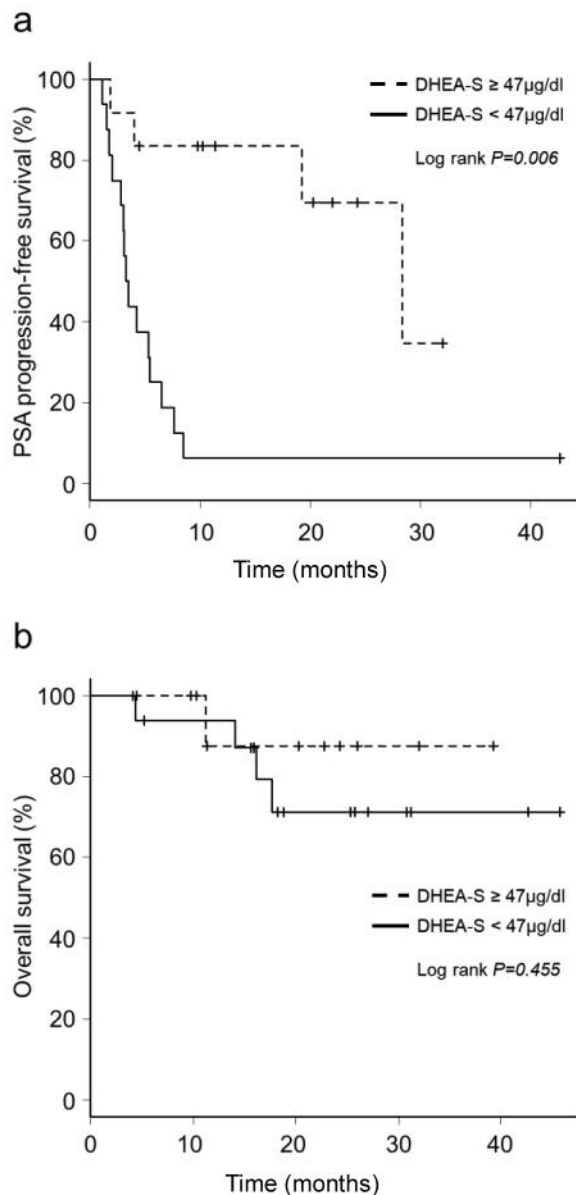 a
PSA progression-free survival (%)
100
80
60
40
20
0
DHEA-S ≥ 47µg/dl
DHEA-S < 47µg/dl
Log rank P=0.006
0 10 20 30 40
Time (months)
b
Overall survival (%)
100
80
60
40
20
0
DHEA-S ≥ 47µg/dl
DHEA-S < 47µg/dl
Log rank P=0.455
0 10 20 30 40
Time (months)